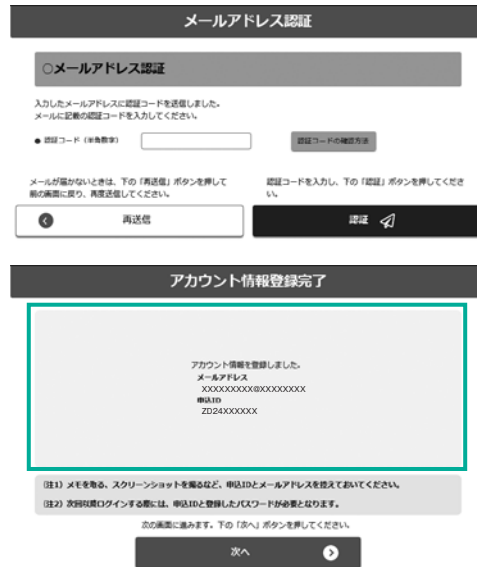 メールアドレス認証
○メールアドレス認証
入力したメールアドレスに認証コードを送信しました。
メールに記載の認証コードを入力してください。
● 認証コード（半角数字）
認証コードの確認方法
メールが届かないときは、下の「再送信」ボタンを押して
前の画面に戻り、再度送信してください。
認証コードを入力し、下の「認証」ボタンを押してくださ
い。
再送信
認証
アカウント情報登録完了
アカウント情報を登録しました。
メールアドレス
XXXXXXXXX@XXXXXXXX
申込ID
ZD24XXXXXX
（注1）メモを取る、スクリーンショットを撮るなど、申込IDとメールアドレスを控えておいてください。
（注2）次回以降ログインする際には、申込IDと登録したパスワードが必要となります。
次の画面に進みます。下の「次へ」ボタンを押してください。
次へ